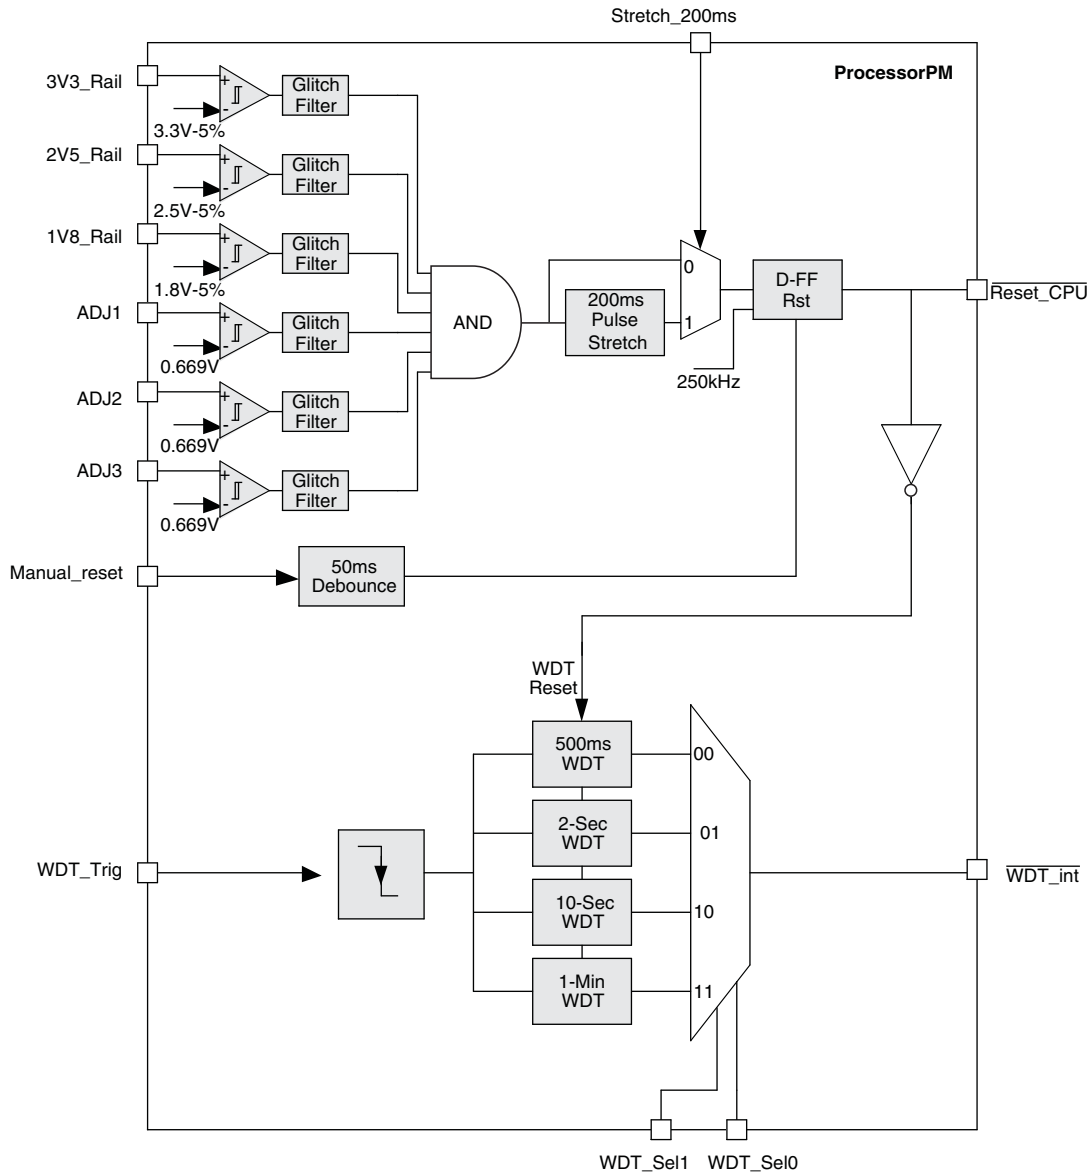 Stretch_200ms
ProcessorPM
3V3_Rail
+
-
3.3V-5%
Glitch
Filter
2V5_Rail
+
-
2.5V-5%
Glitch
Filter
1V8_Rail
+
-
1.8V-5%
Glitch
Filter
ADJ1
+
-
0.669V
Glitch
Filter
ADJ2
+
-
0.669V
Glitch
Filter
ADJ3
+
-
0.669V
Glitch
Filter
AND
200ms
Pulse
Stretch
0
1
D-FF
Rst
250kHz
Reset_CPU
Manual_reset
50ms
Debounce
WDT
Reset
500ms
WDT
00
2-Sec
WDT
01
10-Sec
WDT
10
1-Min
WDT
11
WDT_Trig
WDT_int
WDT_Sel1
WDT_Sel0